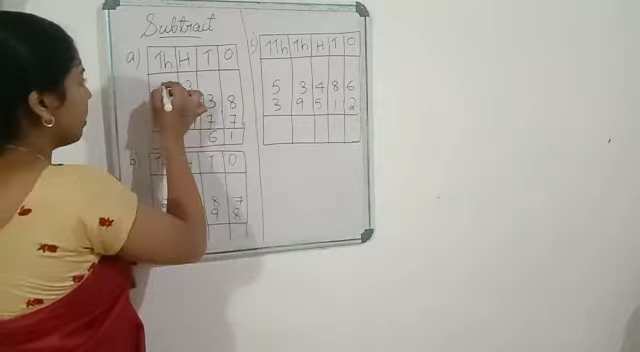 Subtract
a) Th H T O
3
3 8
7 7
6 1
b) T O
8 7
9 8
TTh Th H T O
5 3 4 8 6
3 9 5 1 2